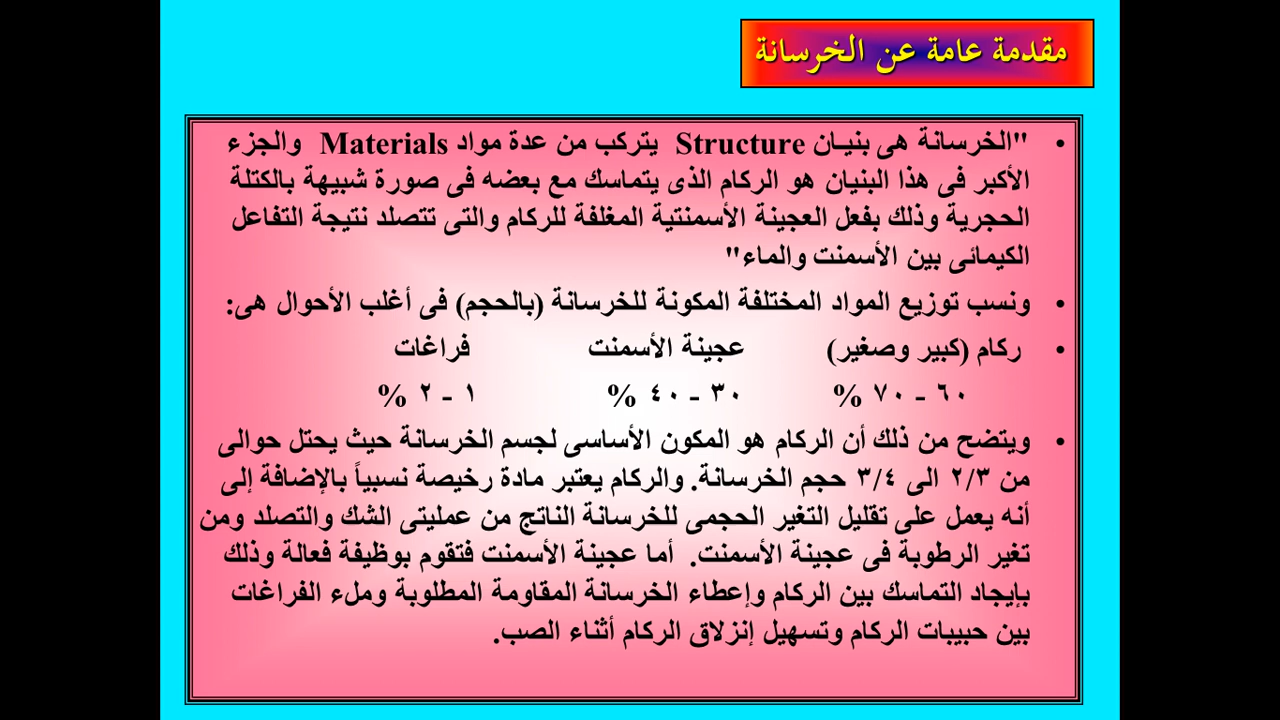 مقدمة عامة عن الخرسانة
• "الخرسانة هى بنيـان Structure يتركب من عدة مواد Materials والجزء
الأكبر فى هذا البنيان هو الركام الذى يتماسك مع بعضه فى صورة شبيهة بالكتلة
الحجرية وذلك بفعل العجينة الأسمنتية المغلفة للركام والتى تتصلد نتيجة التفاعل
الكيمائى بين الأسمنت والماء"
• ونسب توزيع المواد المختلفة المكونة للخرسانة (بالحجم) فى أغلب الأحوال هى:
• ركام (كبير وصغير) عجينة الأسمنت فراغات
٦٠ - ٧٠ % ٣٠ - ٤٠ % ١ - ٢ %
• ويتضح من ذلك أن الركام هو المكون الأساسى لجسم الخرسانة حيث يحتل حوالى
من ٢/٣ الى ٣/٤ حجم الخرسانة. والركام يعتبر مادة رخيصة نسبياً بالإضافة إلى
أنه يعمل على تقليل التغير الحجمى للخرسانة الناتج من عمليتى الشك والتصلد ومن
تغير الرطوبة فى عجينة الأسمنت. أما عجينة الأسمنت فتقوم بوظيفة فعالة وذلك
بإيجاد التماسك بين الركام وإعطاء الخرسانة المقاومة المطلوبة وملء الفراغات
بين حبيبات الركام وتسهيل إنزلاق الركام أثناء الصب.